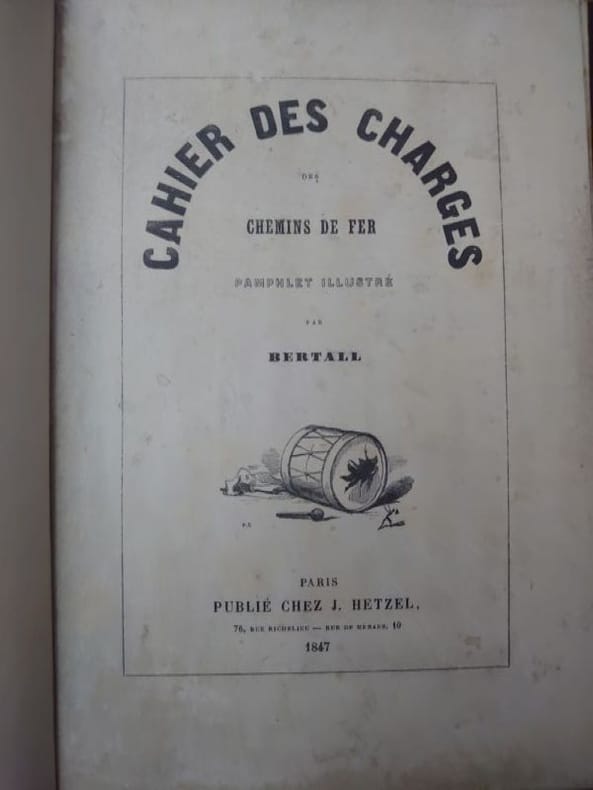 CAHIER DES CHARGES
DES
CHEMINS DE FER
PAMPHLET ILLUSTRÉ
PAR
BERTALL
PARIS
PUBLIÉ CHEZ J. HETZEL,
76, RUE RICHELIEU — RUE DE MENARS, 10
1847